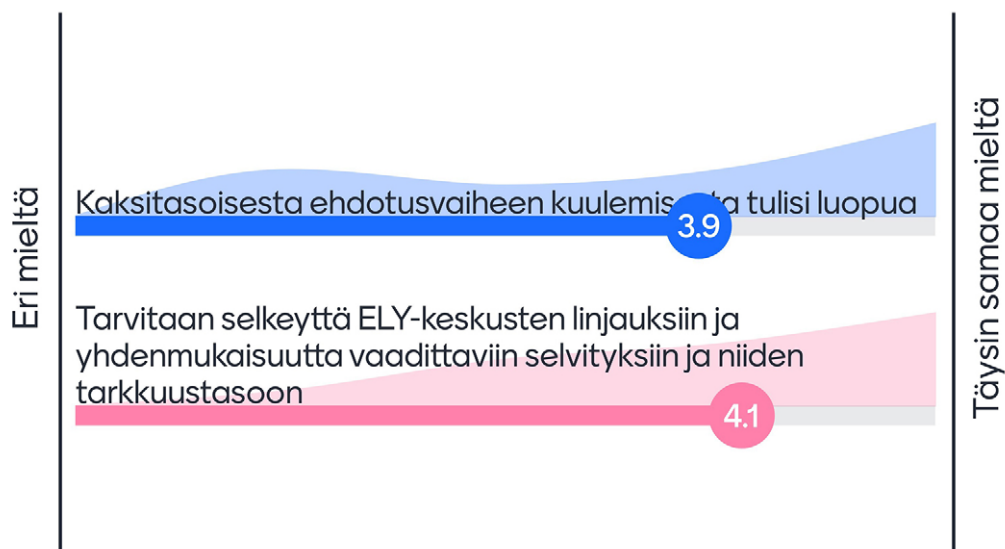 Eri mieltä
Kaksitasoisesta ehdotusvaiheen kuulemisesta tulisi luopua
3.9
Tarvitaan selkeyttä ELY-keskusten linjauksiin ja
yhdenmukaisuutta vaadittaviin selvityksiin ja niiden
tarkkuustasoon
4.1
Täysin samaa mieltä